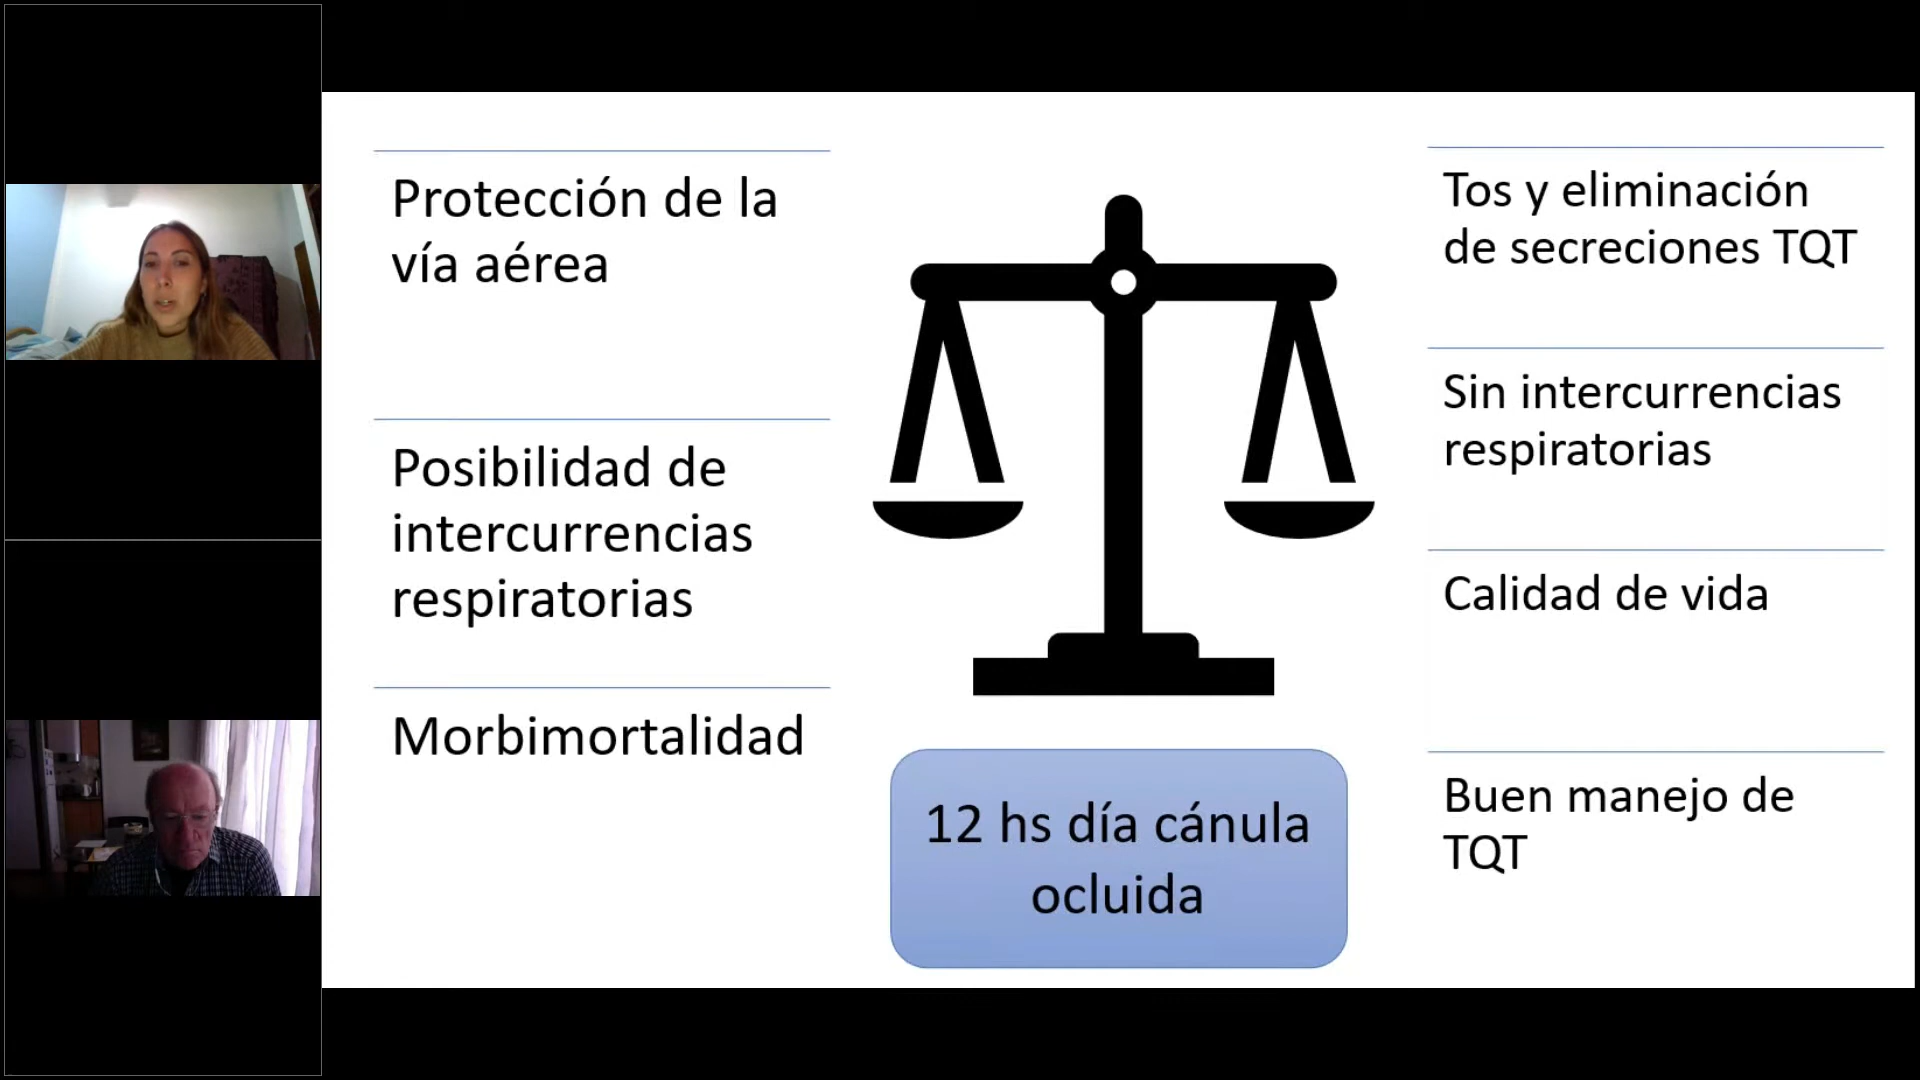 Protección de la
vía aérea
Posibilidad de
intercurrencias
respiratorias
Morbimortalidad
12 hs día cánula
ocluida
Tos y eliminación
de secreciones TQT
Sin intercurrencias
respiratorias
Calidad de vida
Buen manejo de
TQT